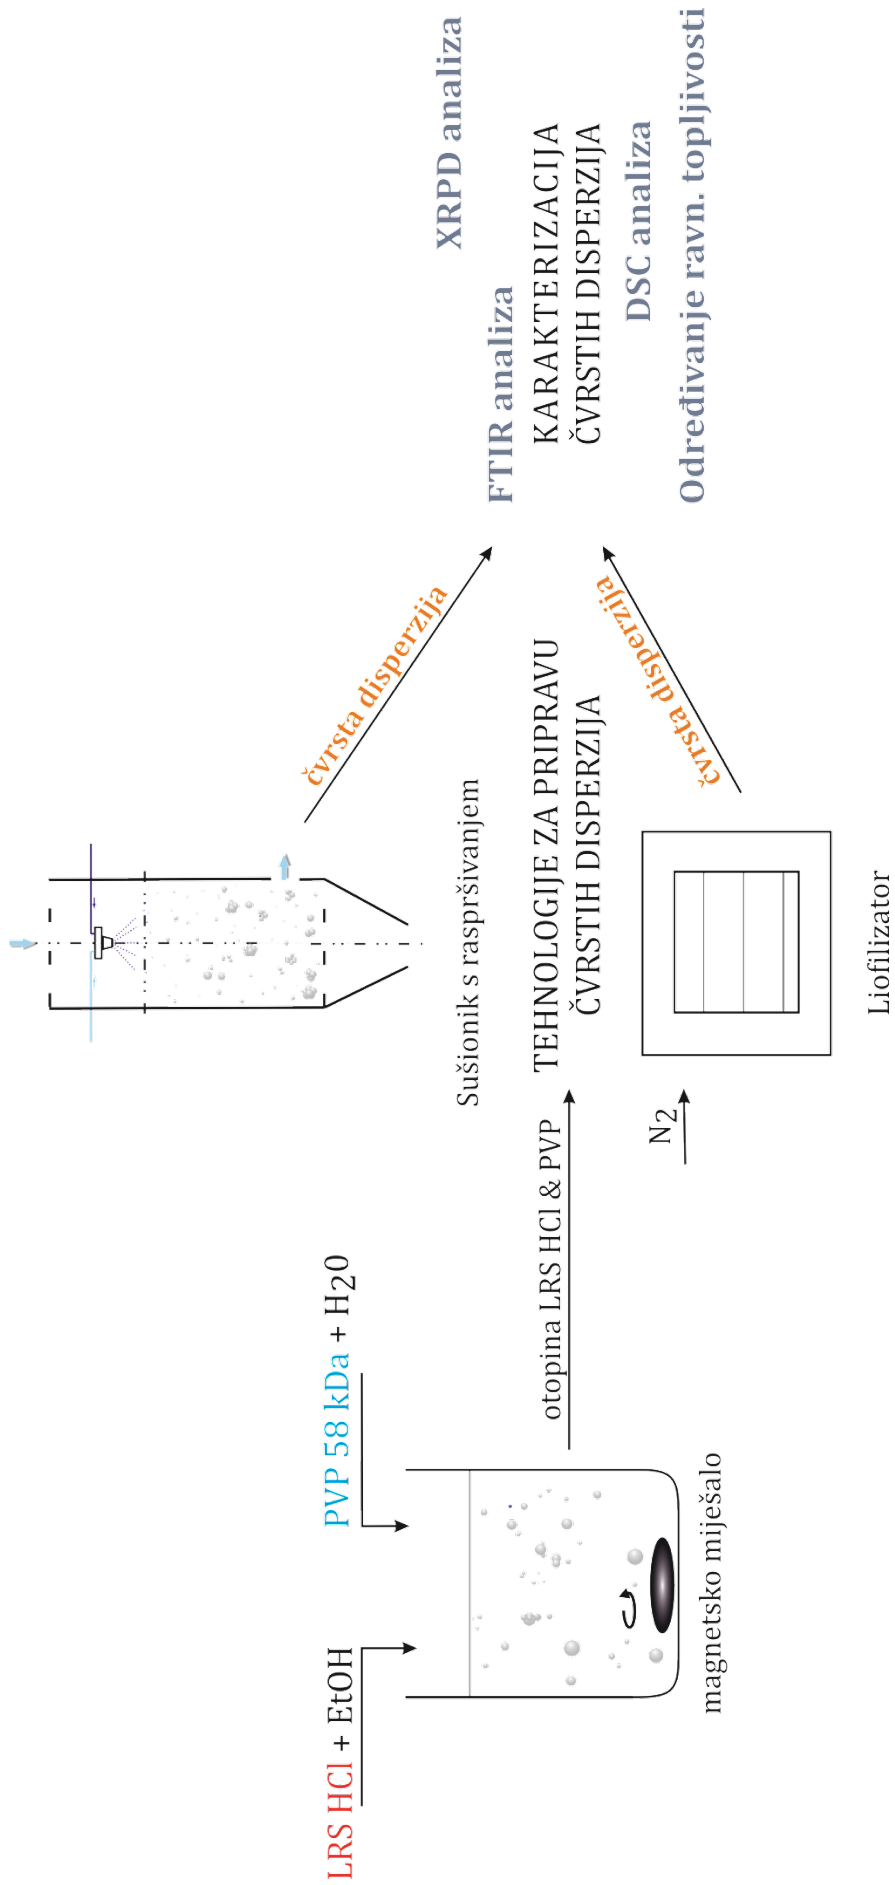 LRS HCl + EtOH
PVP 58 kDa + H2O
magnetsko miješalo
otopina LRS HCl & PVP
Sušionik s raspršivanjem
TEHNOLOGIJE ZA PRIPRAVU
ČVRSTIH DISPERZIJA
N2
Liofilizator
čvrsta disperzija
čvrsta disperzija
XRPD analiza
FTIR analiza
KARAKTERIZACIJA
ČVRSTIH DISPERZIJA
DSC analiza
Određivanje ravn. topljivosti